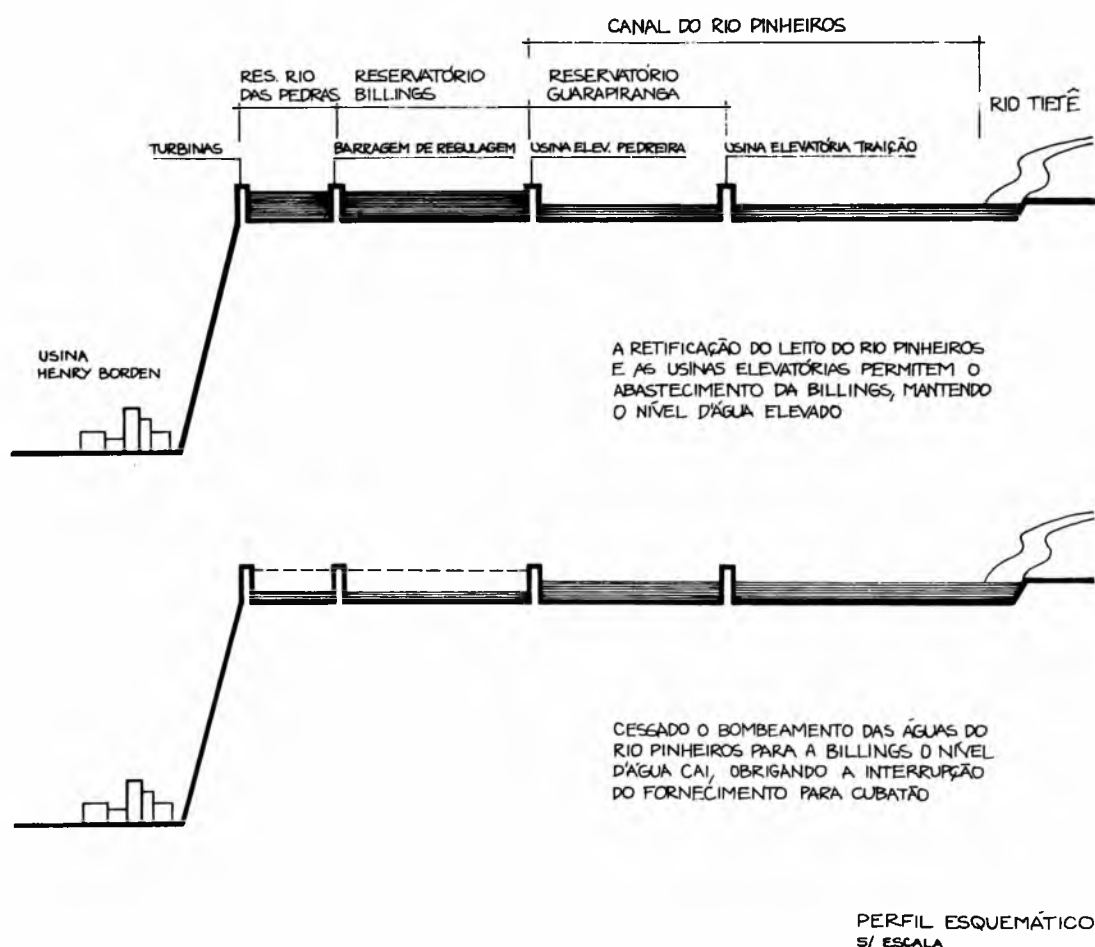 CANAL DO RIO PINHEIROS
RES. RIO
DAS PEDRAS
RESERVATÓRIO
BILLINGS
RESERVATÓRIO
GUARAPIRANGA
RIO TIETÊ
TURBINAS
BARRAGEM DE REGULAGEM
USINA ELEV. PEDREIRA
USINA ELEVATÓRIA TRAIÇÃO
USINA
HENRY BORDEN
A RETIFICAÇÃO DO LEITO DO RIO PINHEIROS
E AS USINAS ELEVATÓRIAS PERMITEM O
ABASTECIMENTO DA BILLINGS, MANTENDO
O NÍVEL D'ÁGUA ELEVADO
CESSADO O BOMBEAMENTO DAS ÁGUAS DO
RIO PINHEIROS PARA A BILLINGS O NÍVEL
D'ÁGUA CAI, OBRIGANDO A INTERRUPÇÃO
DO FORNECIMENTO PARA CUBATÃO
PERFIL ESQUEMÁTICO
S/ ESCALA